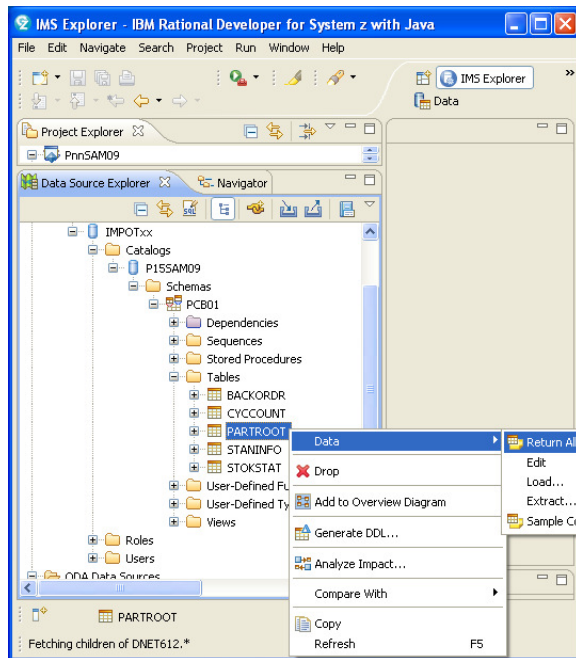 IMS Explorer - IBM Rational Developer for System z with Java
File Edit Navigate Search Project Run Window Help
IMS Explorer
»
Data
Project Explorer
PnnSAM09
Data Source Explorer
Navigator
SQL
IMPOTxx
Catalogs
P15SAM09
Schemas
PCB01
Dependencies
Sequences
Stored Procedures
Tables
BACKORDR
CYCCOUNT
PARTROOT
STANINFO
STOKSTAT
User-Defined Fu
User-Defined Ty
Views
Roles
Users
ODA Data Sources
Data
Drop
Add to Overview Diagram
Generate DDL...
Analyze Impact...
Compare With
Copy
Refresh F5
Return All
Edit
Load...
Extract...
Sample Co
PARTROOT
Fetching children of DNET612.*